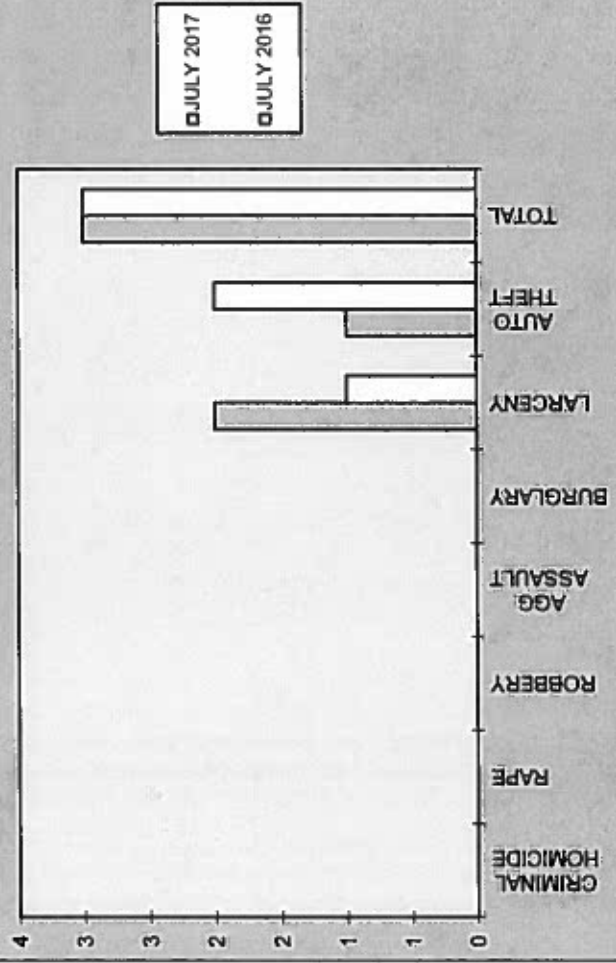 4
3
3
2
2
1
1
0
CRIMINAL
HOMICIDE
RAPE
ROBBERY
AGG.
ASSAULT
BURGLARY
LARCENY
AUTO
THEFT
TOTAL
JULY 2017
JULY 2016